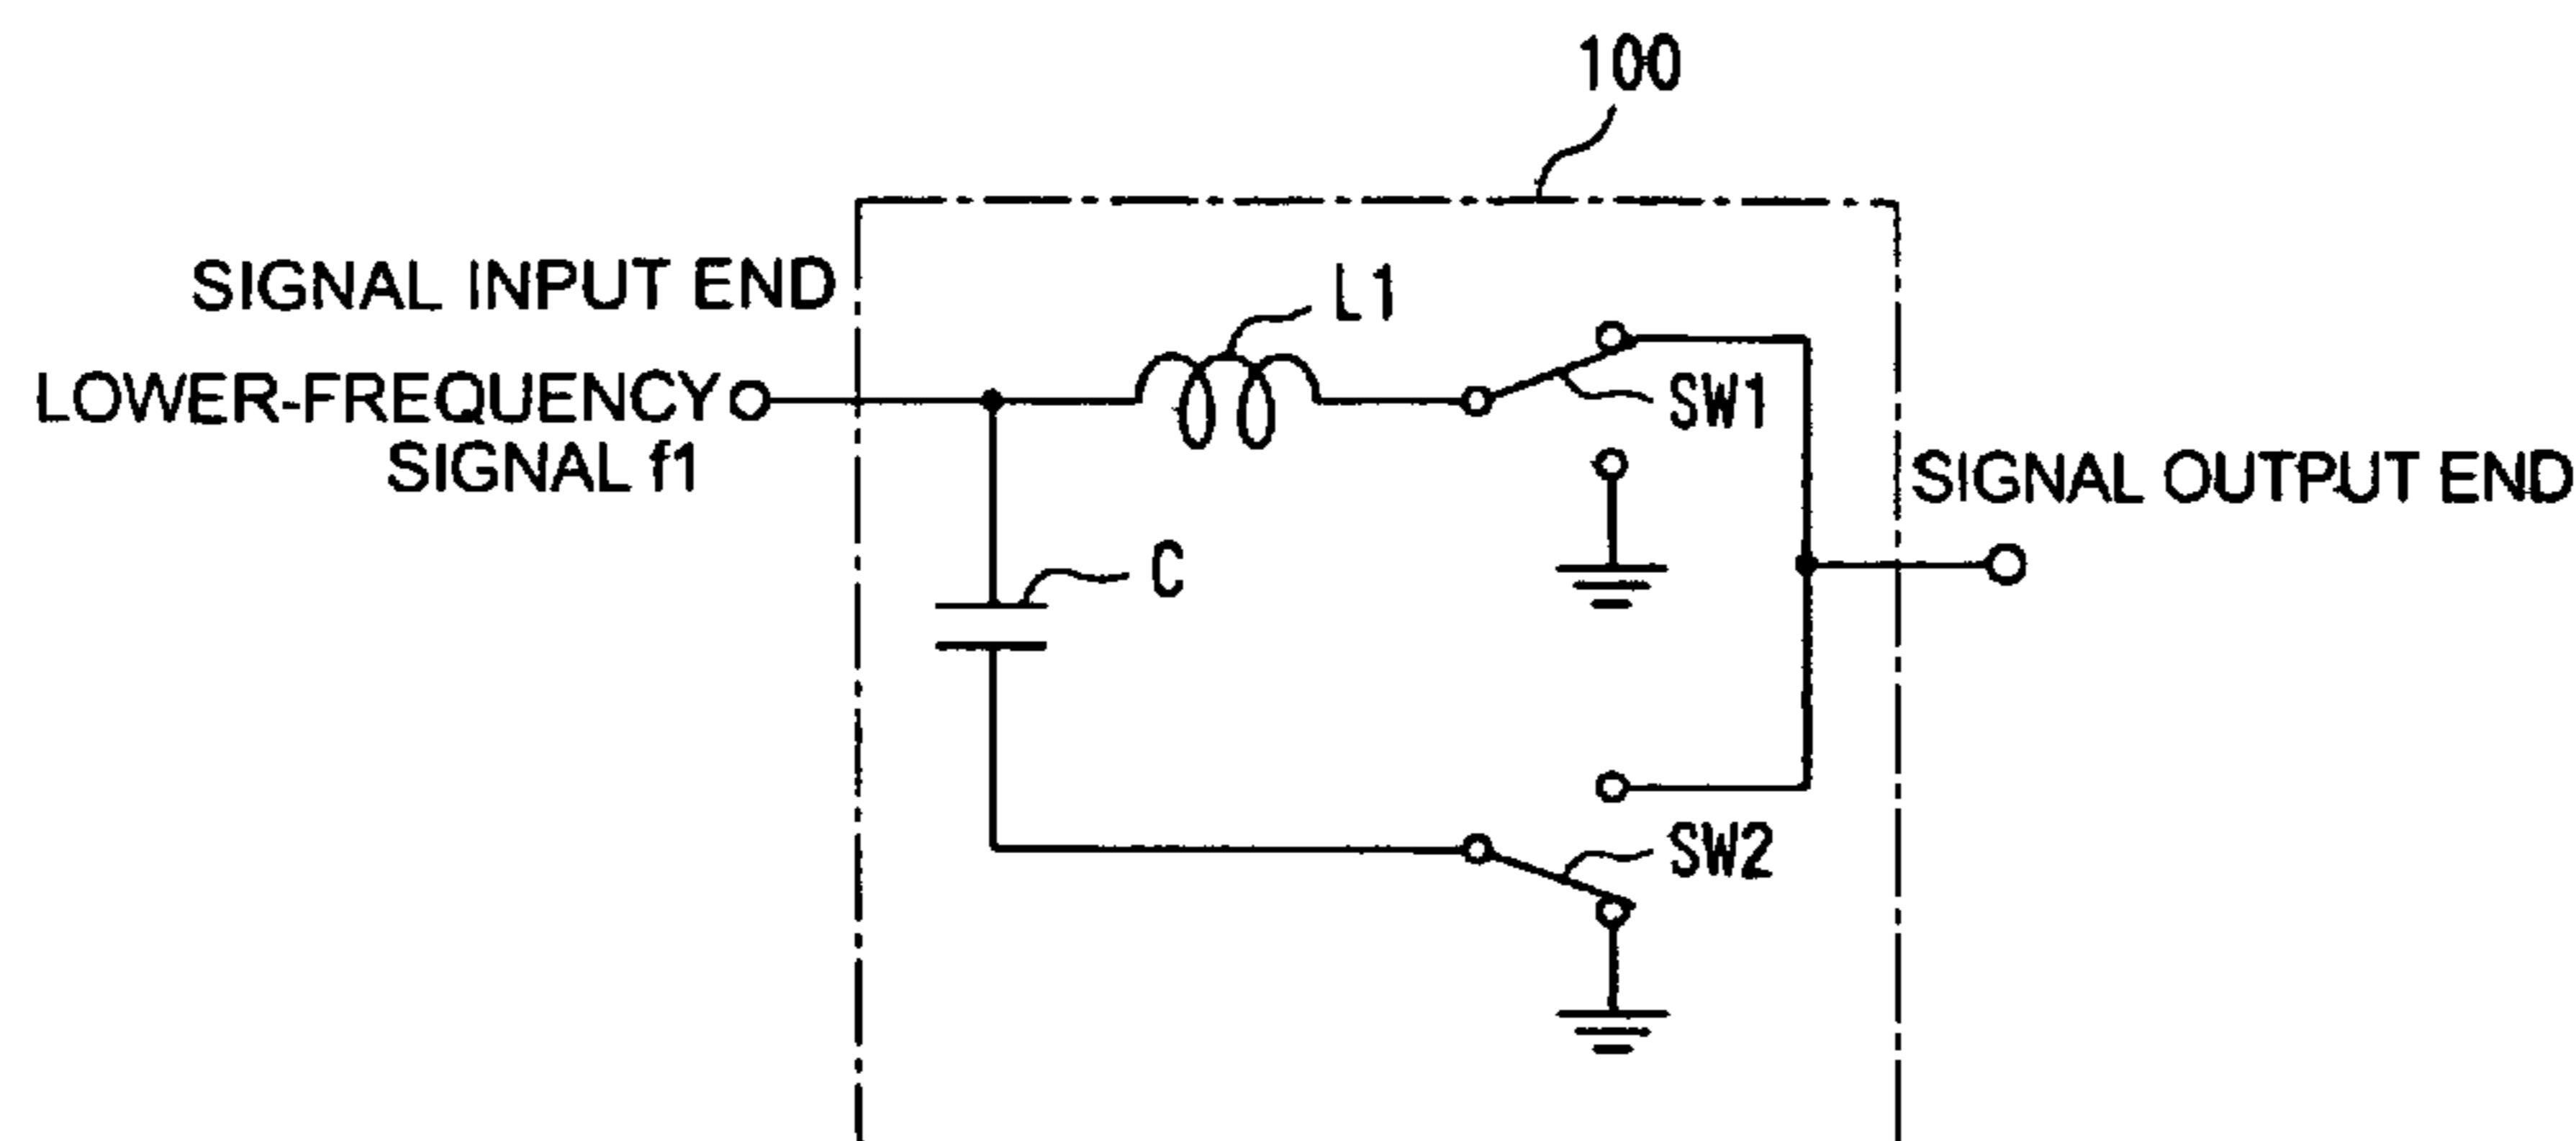 100
SIGNAL INPUT END
L1
LOWER-FREQUENCY
SIGNAL f1
SW1
SIGNAL OUTPUT END
C
SW2